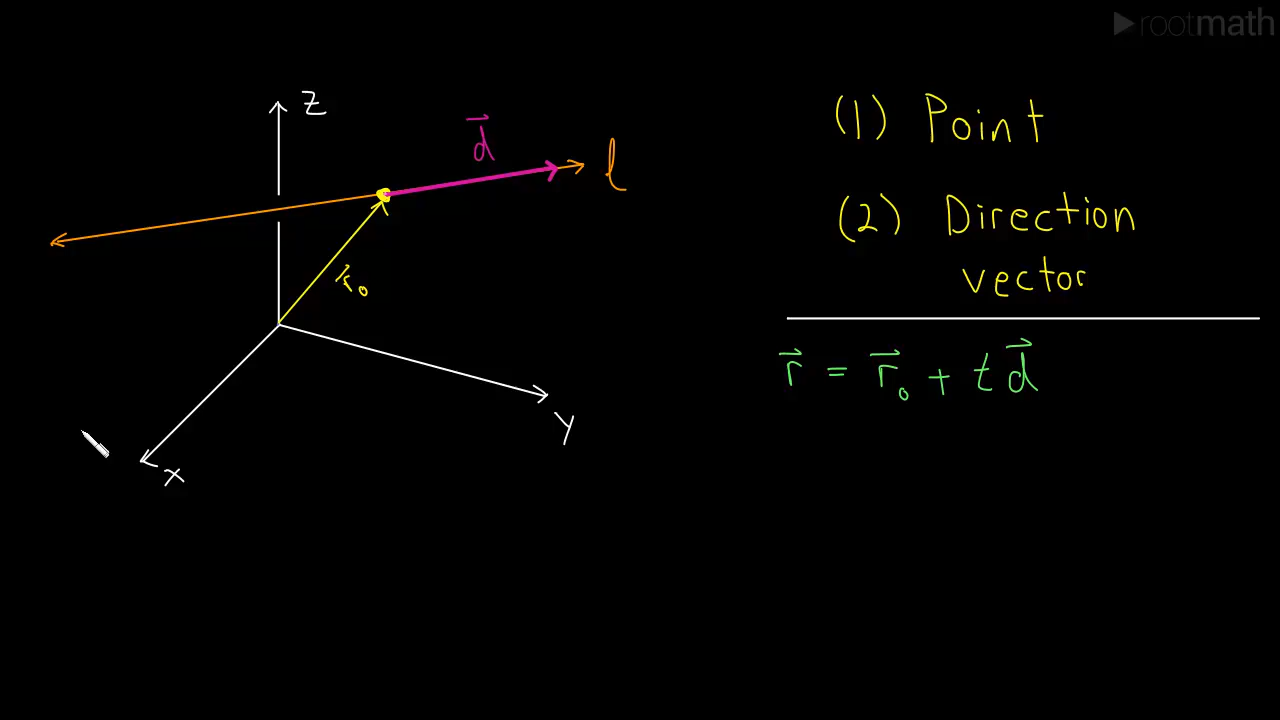 rootmath
z
(1) Point
d⃗
l
(2) Direction
vector
r⃗₀
r⃗ = r⃗₀ + t d⃗
y
x